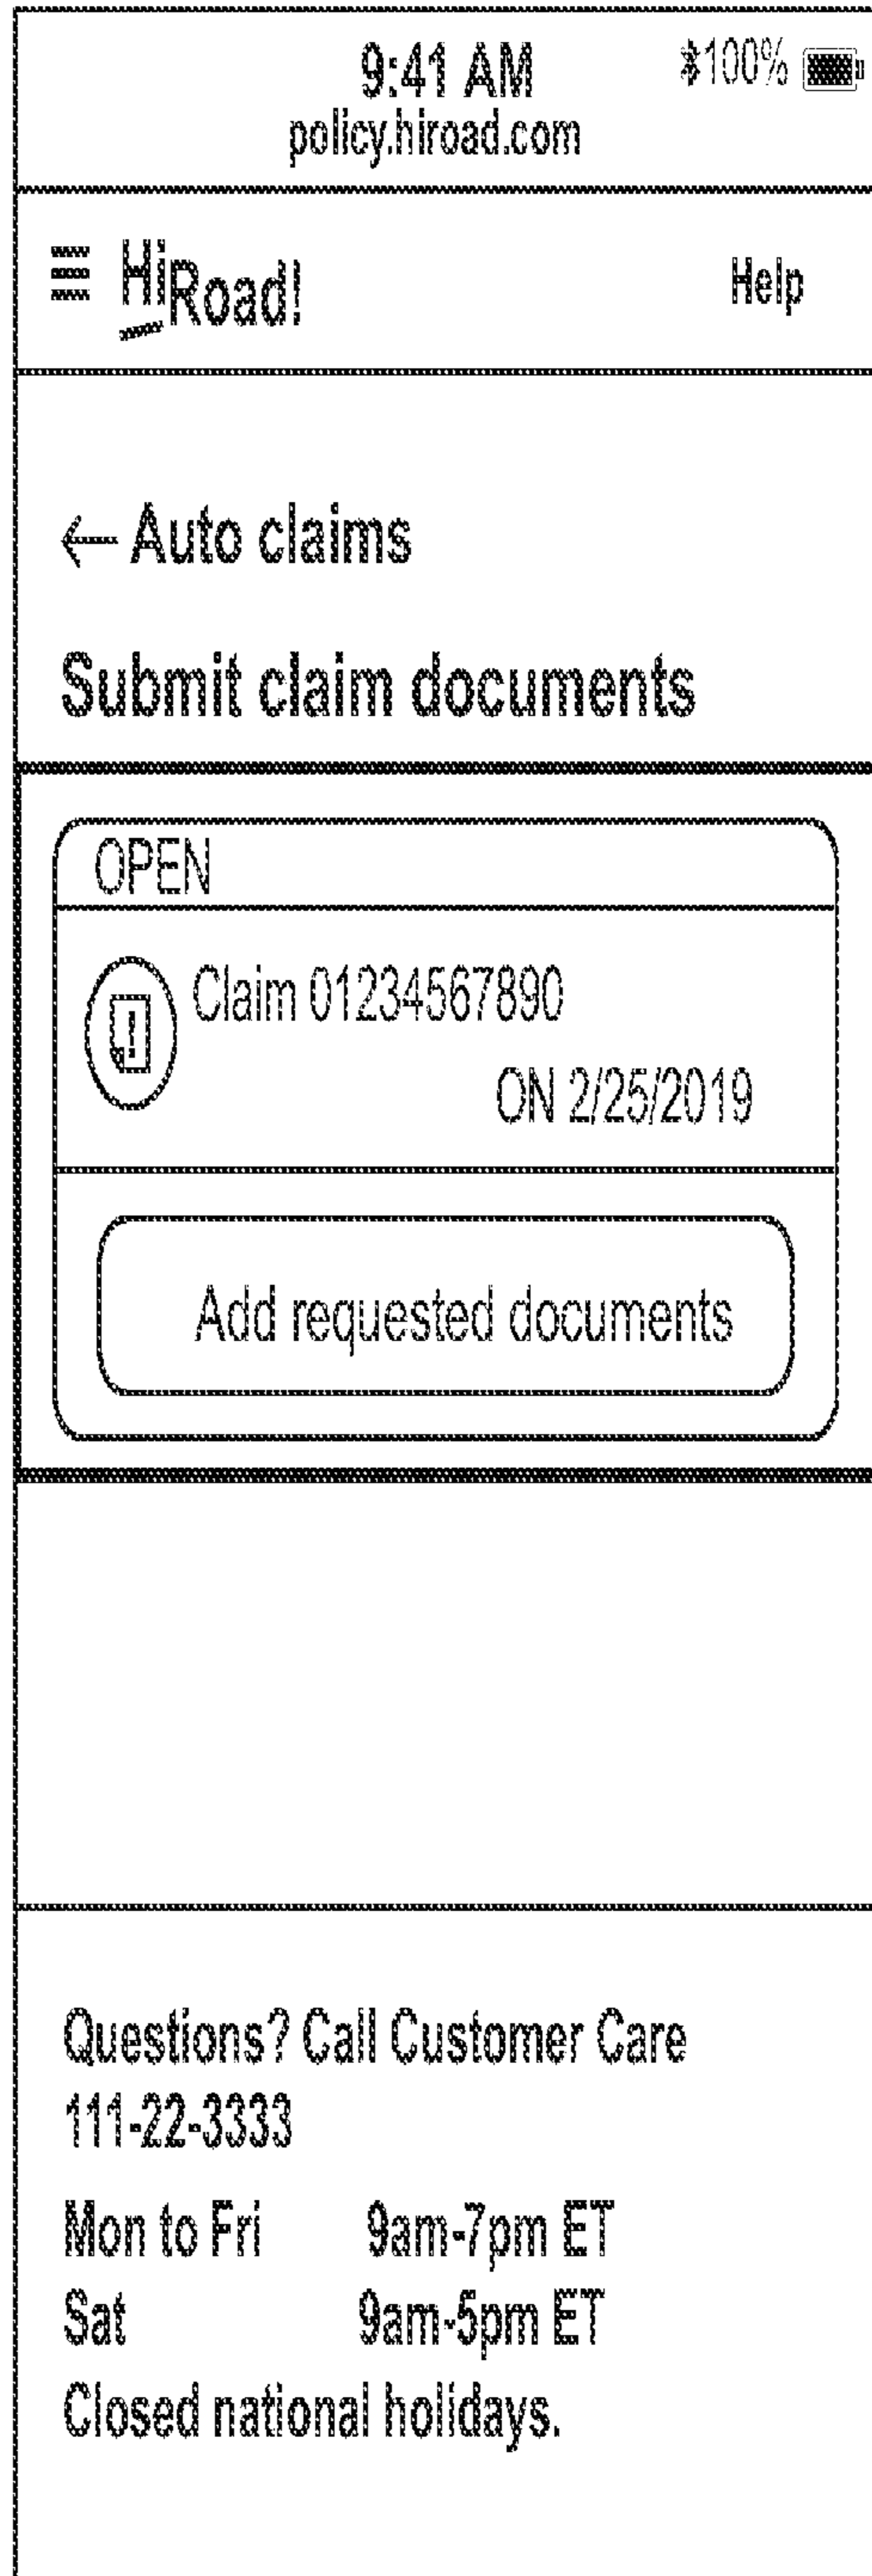 9:41 AM 100%
policy.hiroad.com
HiRoad! Help
← Auto claims
Submit claim documents
OPEN
Claim 01234567890
ON 2/25/2019
Add requested documents
Questions? Call Customer Care
111-22-3333
Mon to Fri 9am-7pm ET
Sat 9am-5pm ET
Closed national holidays.